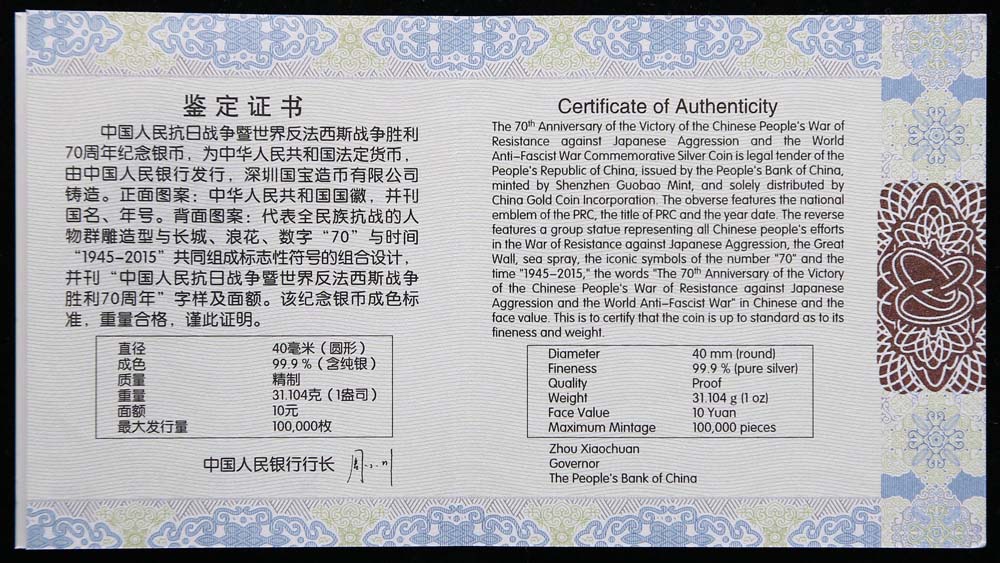 鉴定证书
中国人民抗日战争暨世界反法西斯战争胜利
70周年纪念银币，为中华人民共和国法定货币，
由中国人民银行发行，深圳国宝造币有限公司
铸造。正面图案：中华人民共和国国徽，并刊
国名、年号。背面图案：代表全民族抗战的人
物群雕造型与长城、浪花、数字“70”与时间
“1945-2015”共同组成标志性符号的组合设计，
并刊“中国人民抗日战争暨世界反法西斯战争
胜利70周年”字样及面额。该纪念银币成色标
准，重量合格，谨此证明。
直径 40毫米（圆形）
成色 99.9％（含纯银）
质量 精制
重量 31.104克（1盎司）
面额 10元
最大发行量 100,000枚
中国人民银行行长
Certificate of Authenticity
The 70th Anniversary of the Victory of the Chinese People's War of
Resistance against Japanese Aggression and the World
Anti-Fascist War Commemorative Silver Coin is legal tender of the
People's Republic of China, issued by the People's Bank of China,
minted by Shenzhen Guobao Mint, and solely distributed by
China Gold Coin Incorporation. The obverse features the national
emblem of the PRC, the title of PRC and the year date. The reverse
features a group statue representing all Chinese people's efforts
in the War of Resistance against Japanese Aggression, the Great
Wall, sea spray, the iconic symbols of the number "70" and the
time "1945-2015," the words "The 70th Anniversary of the Victory
of the Chinese People's War of Resistance against Japanese
Aggression and the World Anti-Fascist War" in Chinese and the
face value. This is to certify that the coin is up to standard as to its
fineness and weight.
Diameter 40 mm (round)
Fineness 99.9 % (pure silver)
Quality Proof
Weight 31.104 g (1 oz)
Face Value 10 Yuan
Maximum Mintage 100,000 pieces
Zhou Xiaochuan
Governor
The People's Bank of China